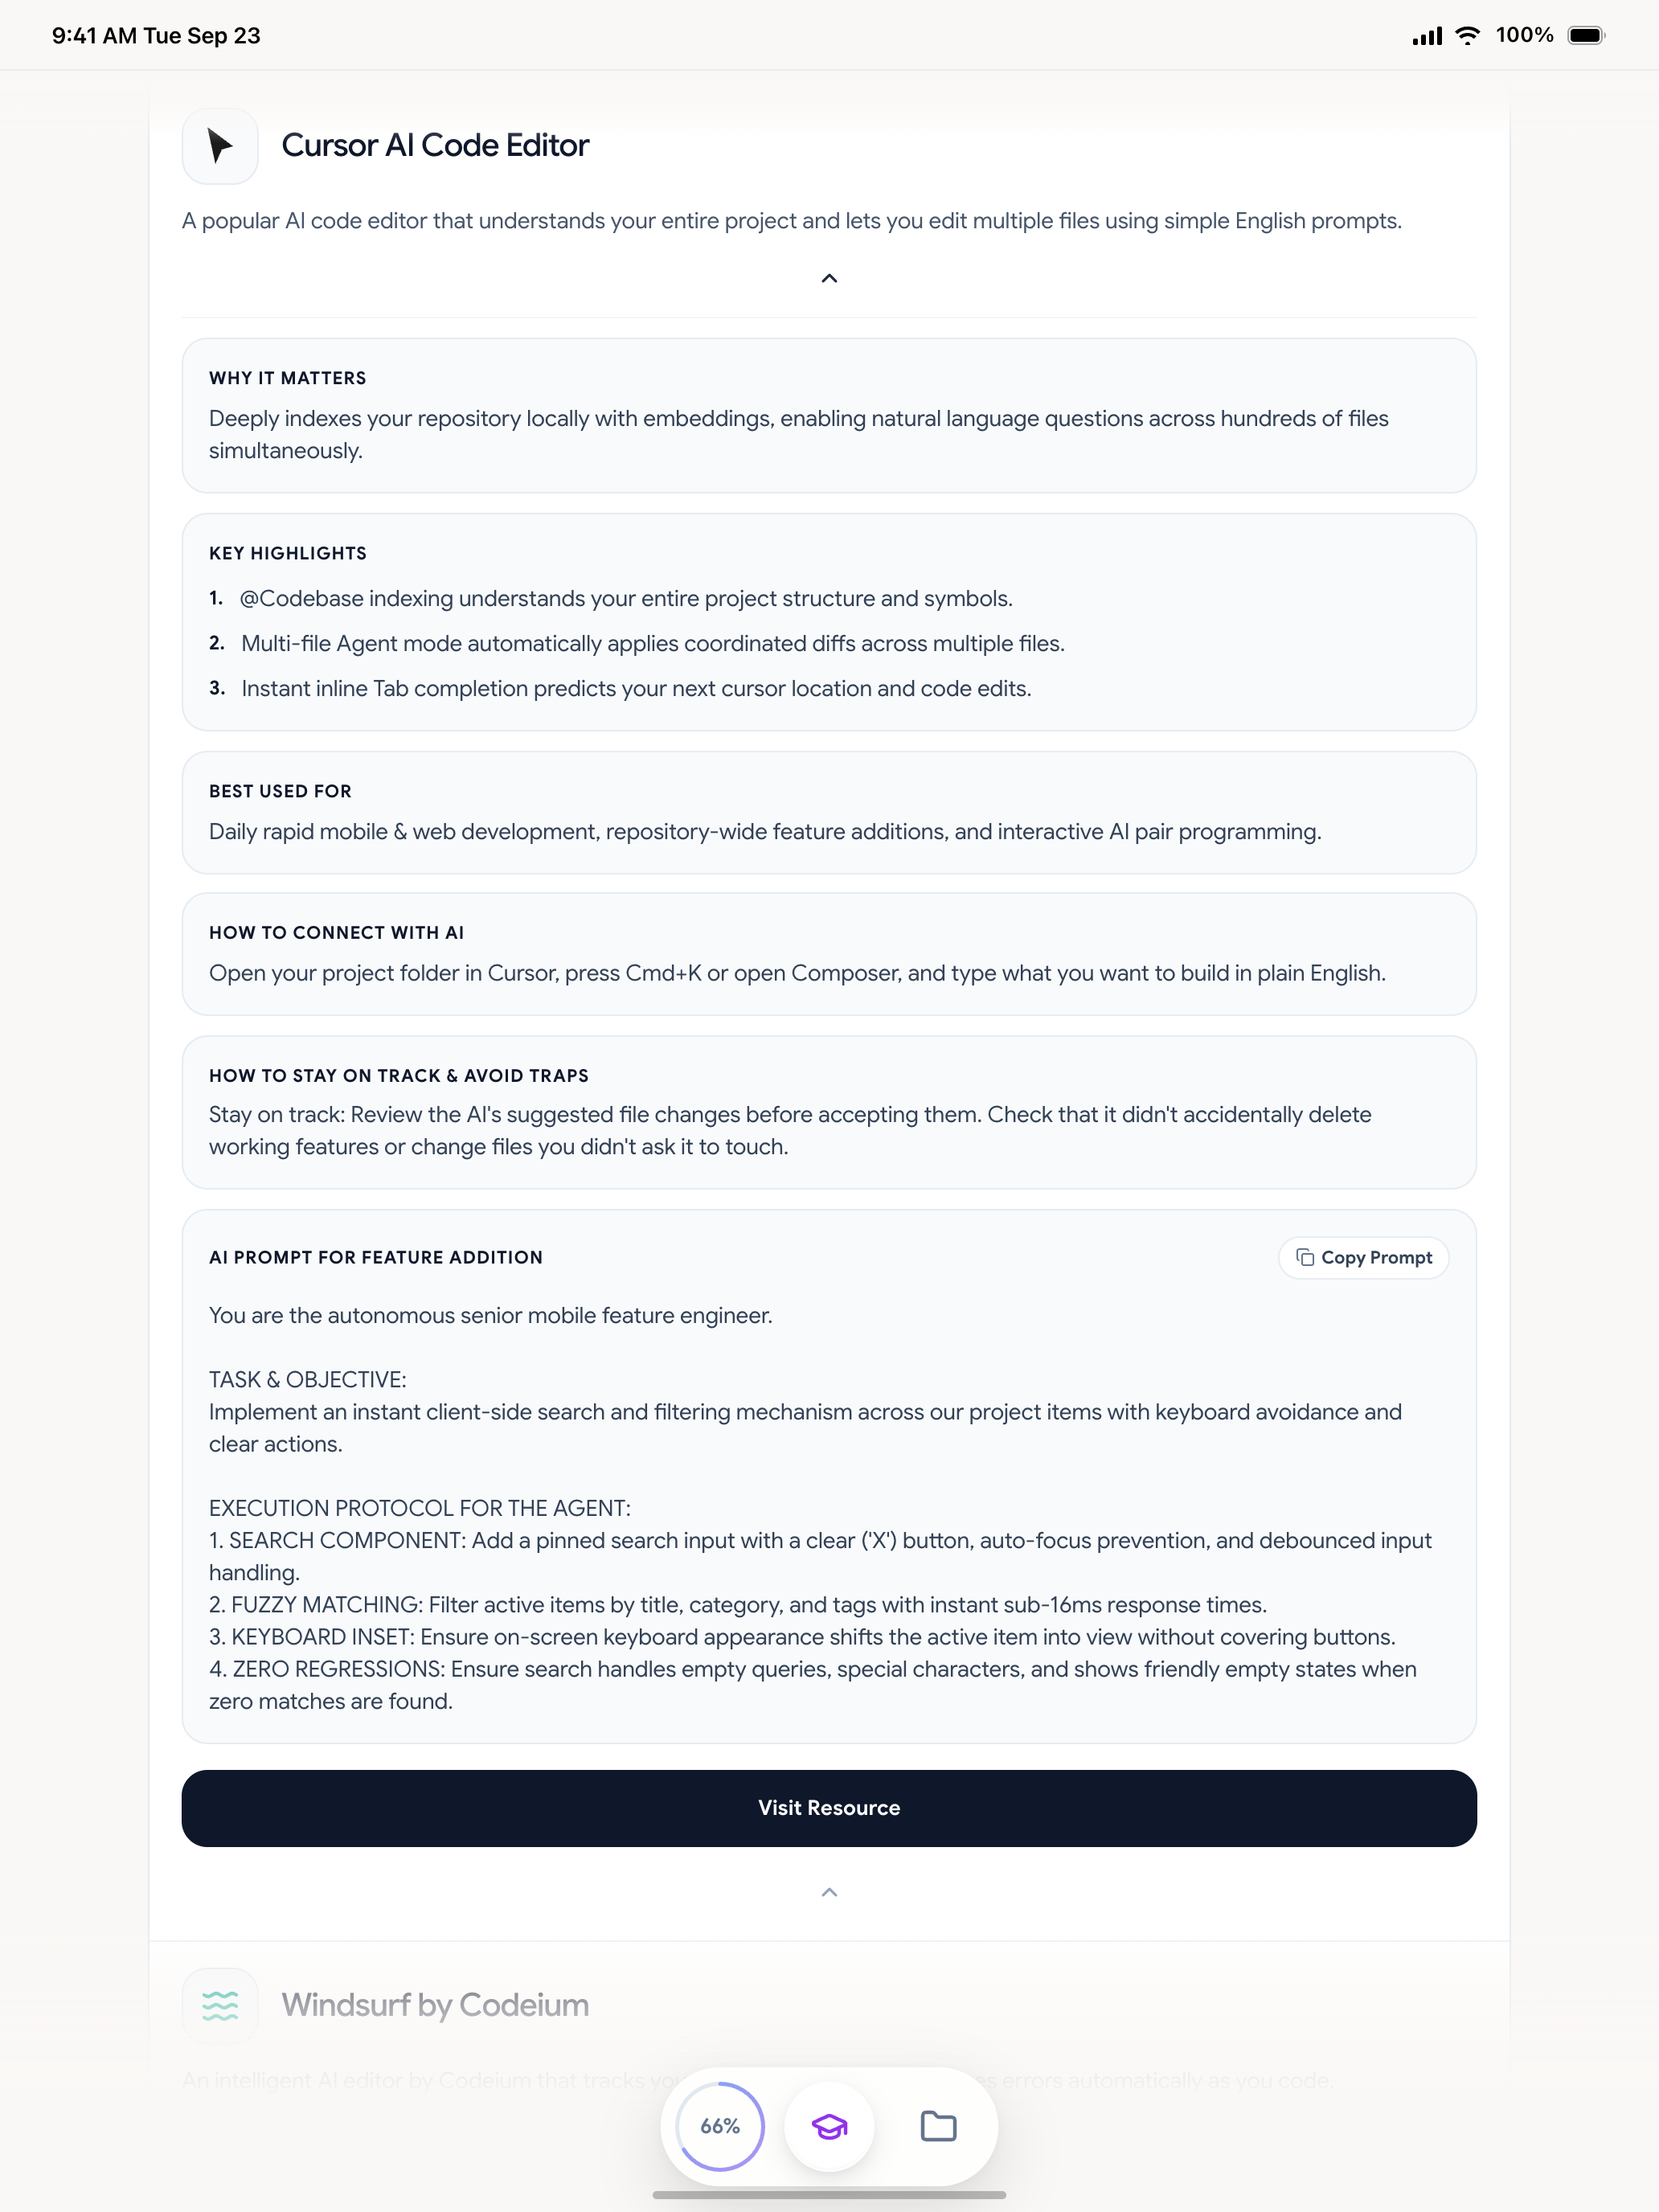 9:41 AM Tue Sep 23
100%
Cursor AI Code Editor
A popular AI code editor that understands your entire project and lets you edit multiple files using simple English prompts.
WHY IT MATTERS
Deeply indexes your repository locally with embeddings, enabling natural language questions across hundreds of files
simultaneously.
KEY HIGHLIGHTS
1. @Codebase indexing understands your entire project structure and symbols.
2. Multi-file Agent mode automatically applies coordinated diffs across multiple files.
3. Instant inline Tab completion predicts your next cursor location and code edits.
BEST USED FOR
Daily rapid mobile & web development, repository-wide feature additions, and interactive AI pair programming.
HOW TO CONNECT WITH AI
Open your project folder in Cursor, press Cmd+K or open Composer, and type what you want to build in plain English.
HOW TO STAY ON TRACK & AVOID TRAPS
Stay on track: Review the AI's suggested file changes before accepting them. Check that it didn't accidentally delete
working features or change files you didn't ask it to touch.
AI PROMPT FOR FEATURE ADDITION
Copy Prompt
You are the autonomous senior mobile feature engineer.
TASK & OBJECTIVE:
Implement an instant client-side search and filtering mechanism across our project items with keyboard avoidance and
clear actions.
EXECUTION PROTOCOL FOR THE AGENT:
1. SEARCH COMPONENT: Add a pinned search input with a clear ('X') button, auto-focus prevention, and debounced input
handling.
2. FUZZY MATCHING: Filter active items by title, category, and tags with instant sub-16ms response times.
3. KEYBOARD INSET: Ensure on-screen keyboard appearance shifts the active item into view without covering buttons.
4. ZERO REGRESSIONS: Ensure search handles empty queries, special characters, and shows friendly empty states when
zero matches are found.
Visit Resource
Windsurf by Codeium
An intelligent AI editor by Codeium that tracks errors automatically as you code.
66%